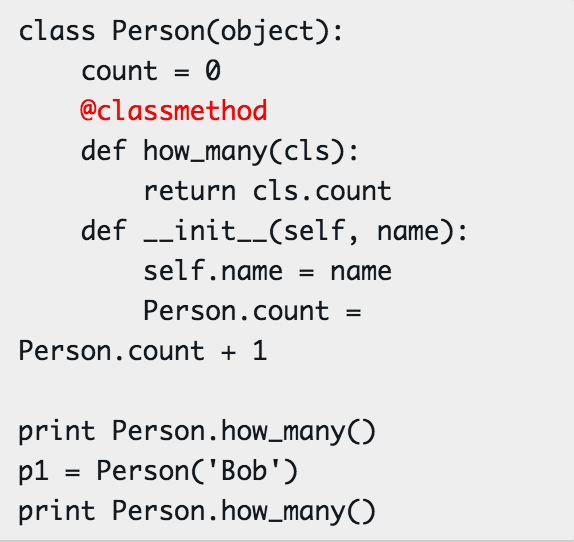 class Person(object):
    count = 0
    @classmethod
    def how_many(cls):
        return cls.count
    def __init__(self, name):
        self.name = name
        Person.count =
Person.count + 1

print Person.how_many()
p1 = Person('Bob')
print Person.how_many()